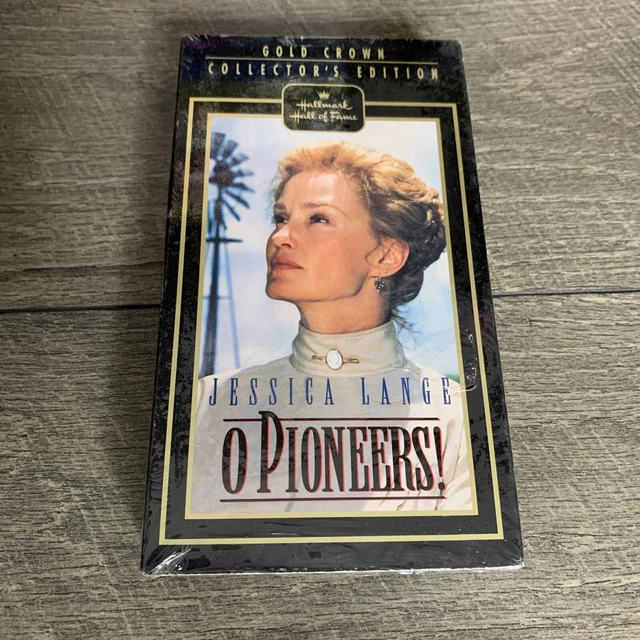 GOLD CROWN
COLLECTOR'S EDITION
Hallmark
Hall of Fame
JESSICA LANGE
O PIONEERS!